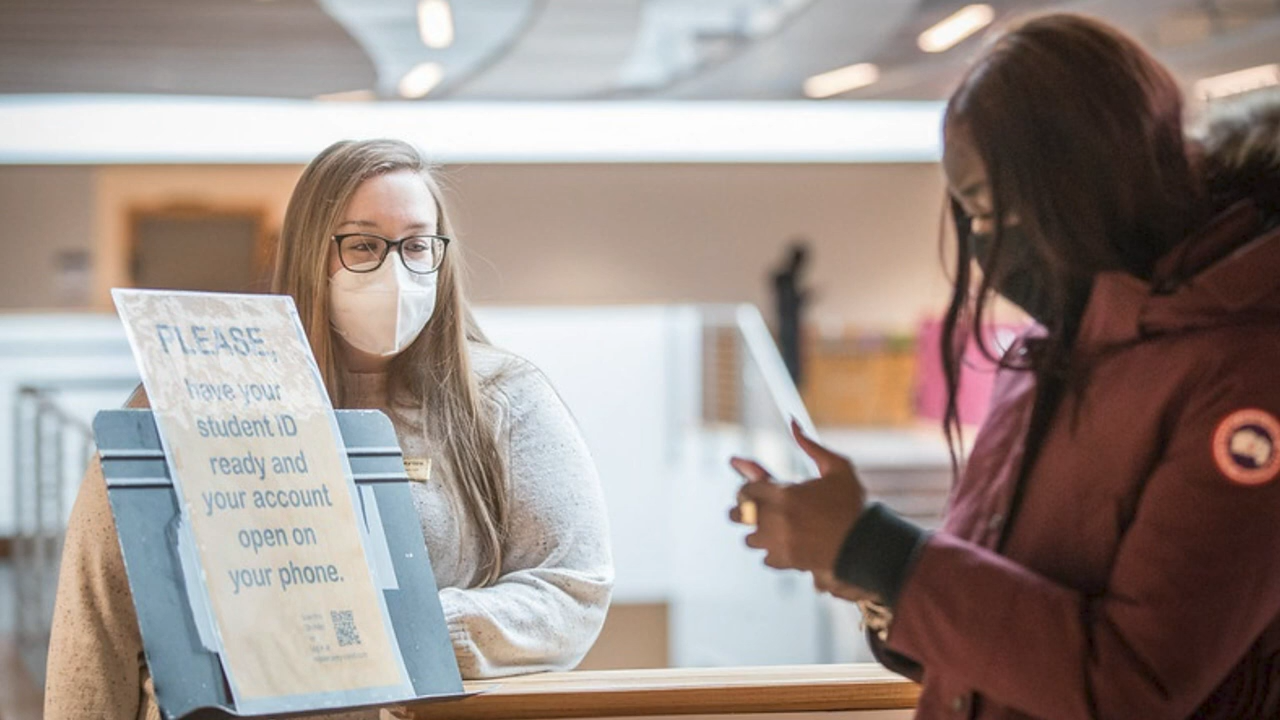 PLEASE,
have your
student ID
ready and
your account
open on
your phone.